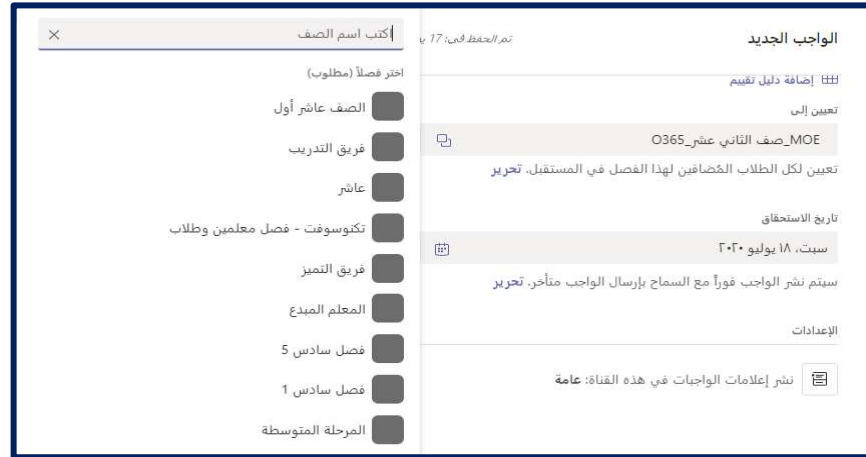 الواجب الجديد
تم الحفظ في: 17
إضافة دليل تقييم
تعيين إلى
MOE_صف الثاني عشر_O365
تعيين لكل الطلاب المُضافين لهذا الفصل في المستقبل. تحرير
تاريخ الاستحقاق
سبت، ١٨ يوليو ٢٠٢٠
سيتم نشر الواجب فوراً مع السماح بإرسال الواجب متأخر. تحرير
الإعدادات
نشر إعلامات الواجبات في هذه القناة: عامة
اكتب اسم الصف
اختر فصلاً (مطلوب)
الصف عاشر أول
فريق التدريب
عاشر
تكنوسوفت - فصل معلمين وطلاب
فريق التميز
المعلم المبدع
فصل سادس 5
فصل سادس 1
المرحلة المتوسطة